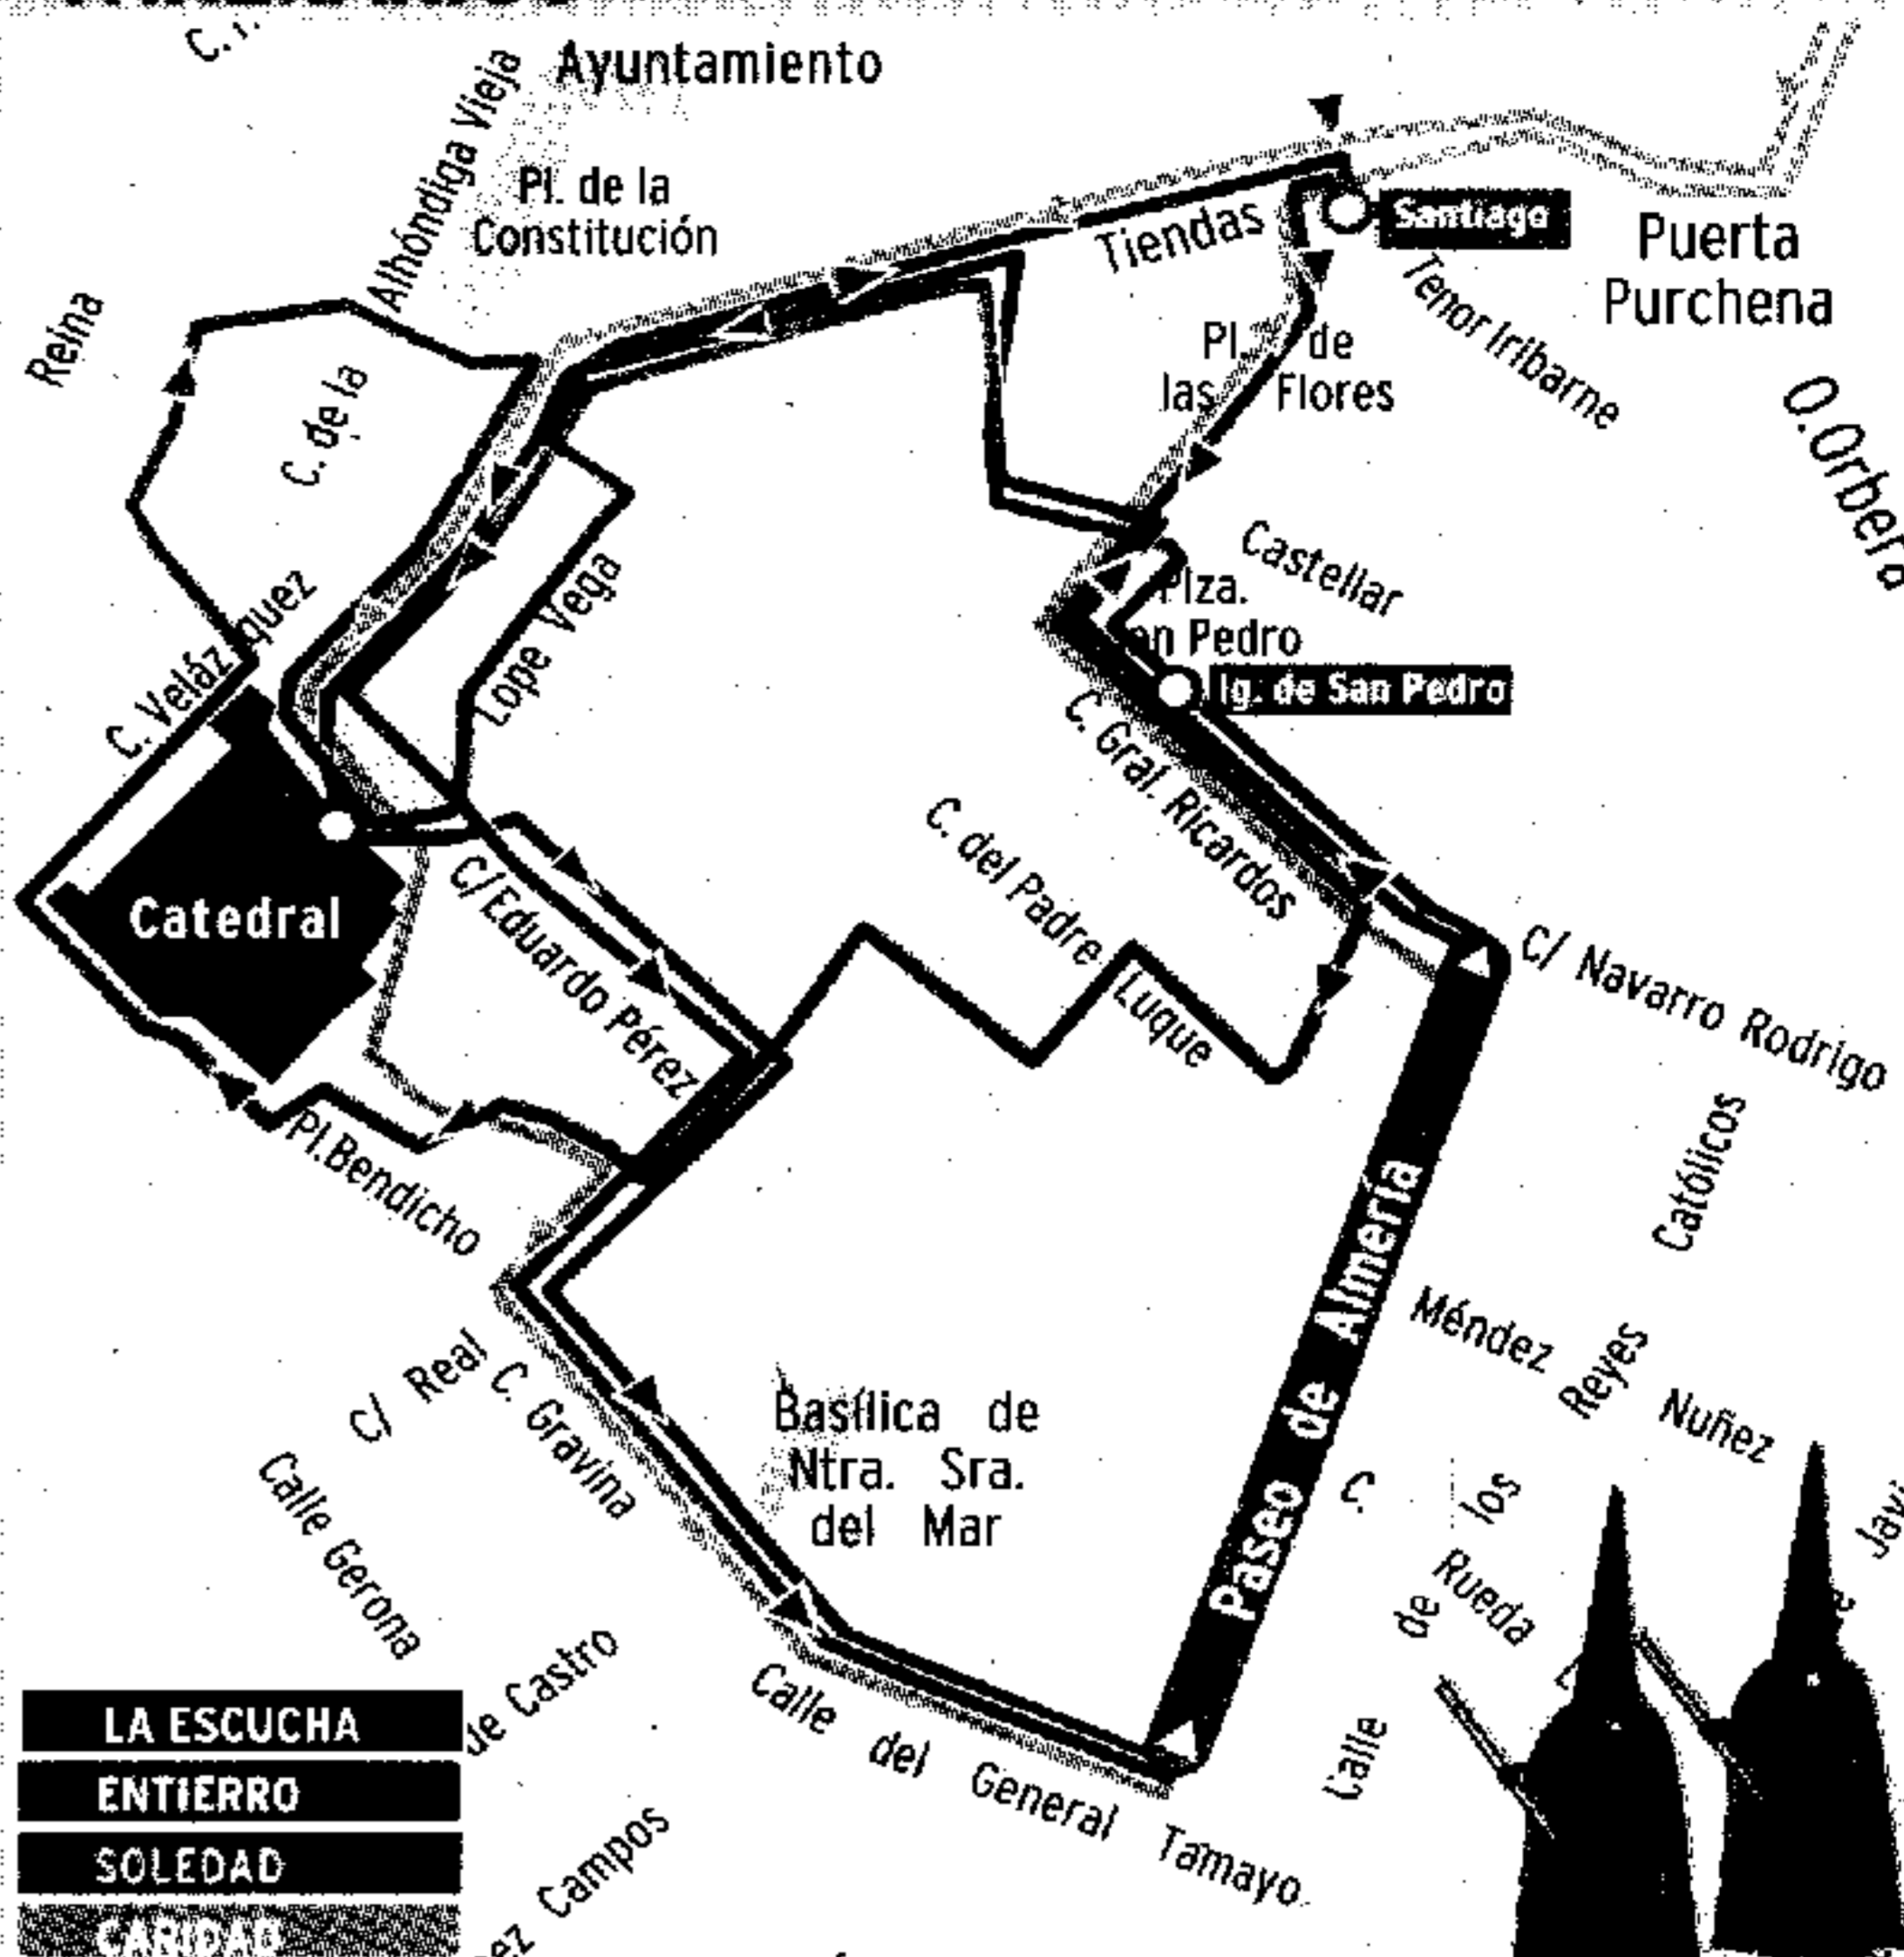 Ayuntamiento
Alhóndiga Vieja
Pl. de la
Constitución
Tiendas
Santiago
Puerta
Purchena
Tenor Iribarne
Reina
C. de la
Pl. de
las Flores
O. Orbera
Castellar
Plza.
Pedro
Ig. de San Pedro
C. Velázquez
Lope Vega
C. Gral. Ricardos
C. del Padre Luque
Catedral
C/ Eduardo Pérez
C/ Navarro Rodrigo
Pl. Bendicho
Católicos
Reyes
los
de
Calle
Paseo de Almería
Méndez Nuñez
C/ Real
C. Gravina
Basílica de
Ntra. Sra.
del Mar
C.
Rueda
Calle Gerona
de Castro
Calle del General Tamayo
Campos
LA ESCUCHA
ENTIERRO
SOLEDAD
CARIDAD